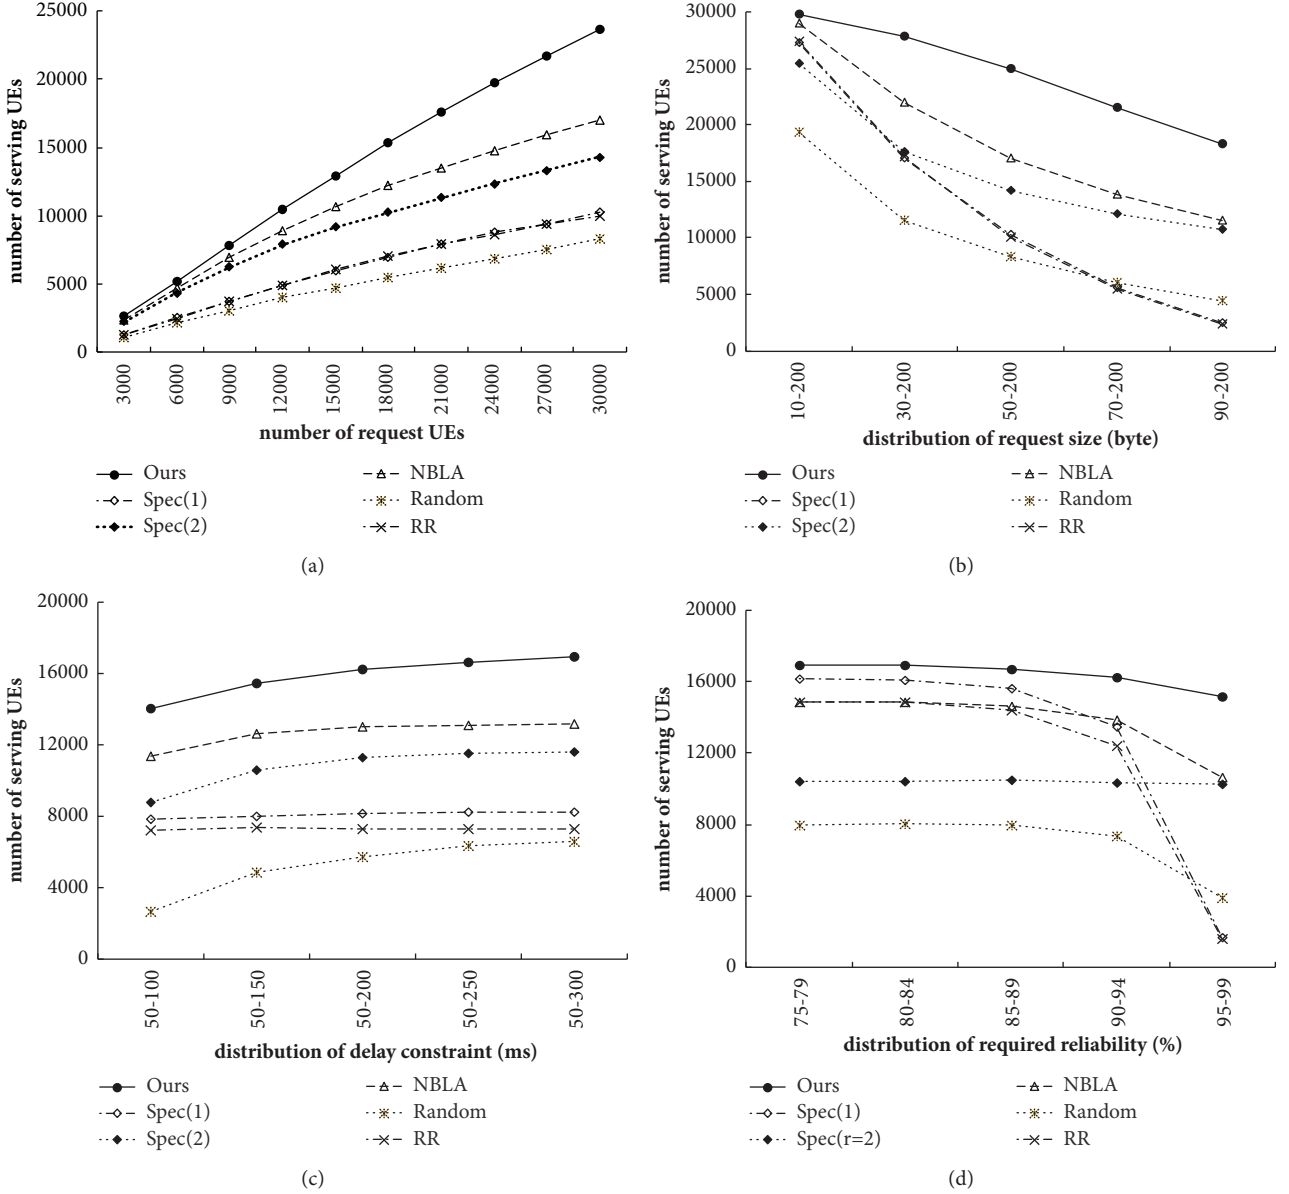 number of serving UEs
25000
20000
15000
10000
5000
0
3000
6000
9000
12000
15000
18000
21000
24000
27000
30000
number of request UEs
Ours
NBLA
Spec(1)
Random
Spec(2)
RR
(a)
number of serving UEs
30000
25000
20000
15000
10000
5000
0
10-200
30-200
50-200
70-200
90-200
distribution of request size (byte)
Ours
NBLA
Spec(1)
Random
Spec(2)
RR
(b)
number of serving UEs
20000
16000
12000
8000
4000
0
50-100
50-150
50-200
50-250
50-300
distribution of delay constraint (ms)
Ours
NBLA
Spec(1)
Random
Spec(2)
RR
(c)
number of serving UEs
20000
16000
12000
8000
4000
0
75-79
80-84
85-89
90-94
95-99
distribution of required reliability (%)
Ours
NBLA
Spec(1)
Random
Spec(r=2)
RR
(d)